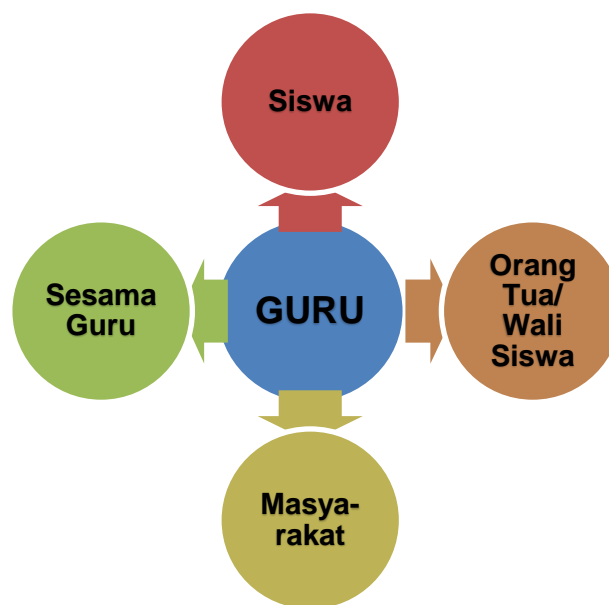 Siswa
Sesama
Guru
GURU
Orang
Tua/
Wali
Siswa
Masya-
rakat